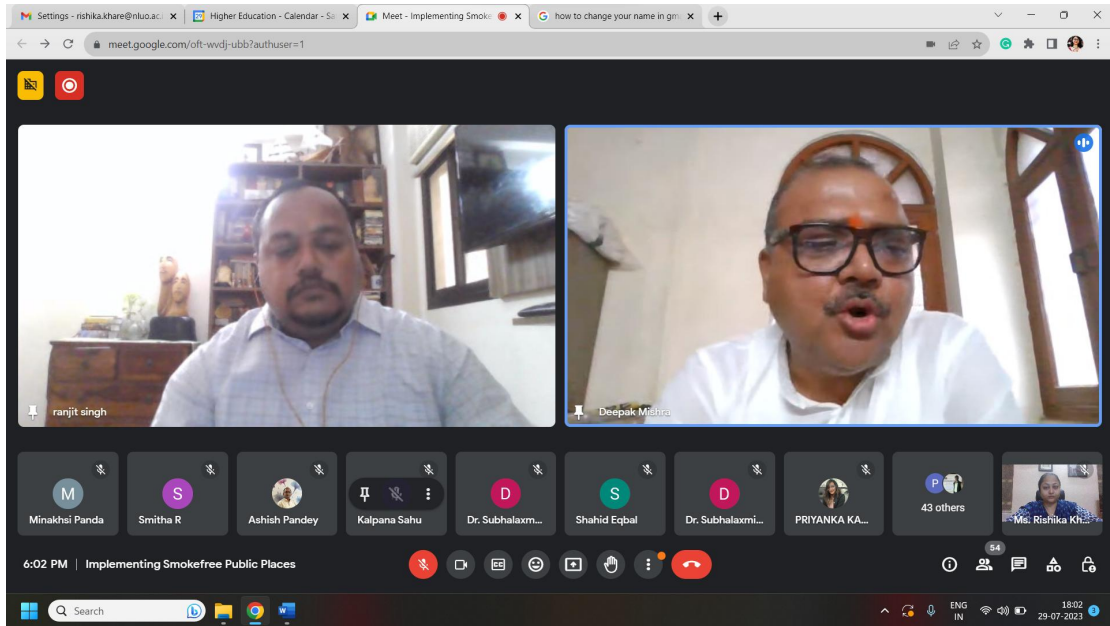 Settings - rishika.khare@nluo.ac.i
Higher Education - Calendar - Sa
Meet - Implementing Smoke
how to change your name in gm
meet.google.com/oft-wvdj-ubb?authuser=1
ranjit singh
Deepak Mishra
M
S
D
S
D
P
43 others
Minakhsi Panda
Smitha R
Ashish Pandey
Kalpana Sahu
Dr. Subhalaxm...
Shahid Eqbal
Dr. Subhalaxmi...
PRIYANKA KA...
Ms. Rishika Kh...
54
6:02 PM | Implementing Smokefree Public Places
Search
ENG
IN
18:02
29-07-2023
3